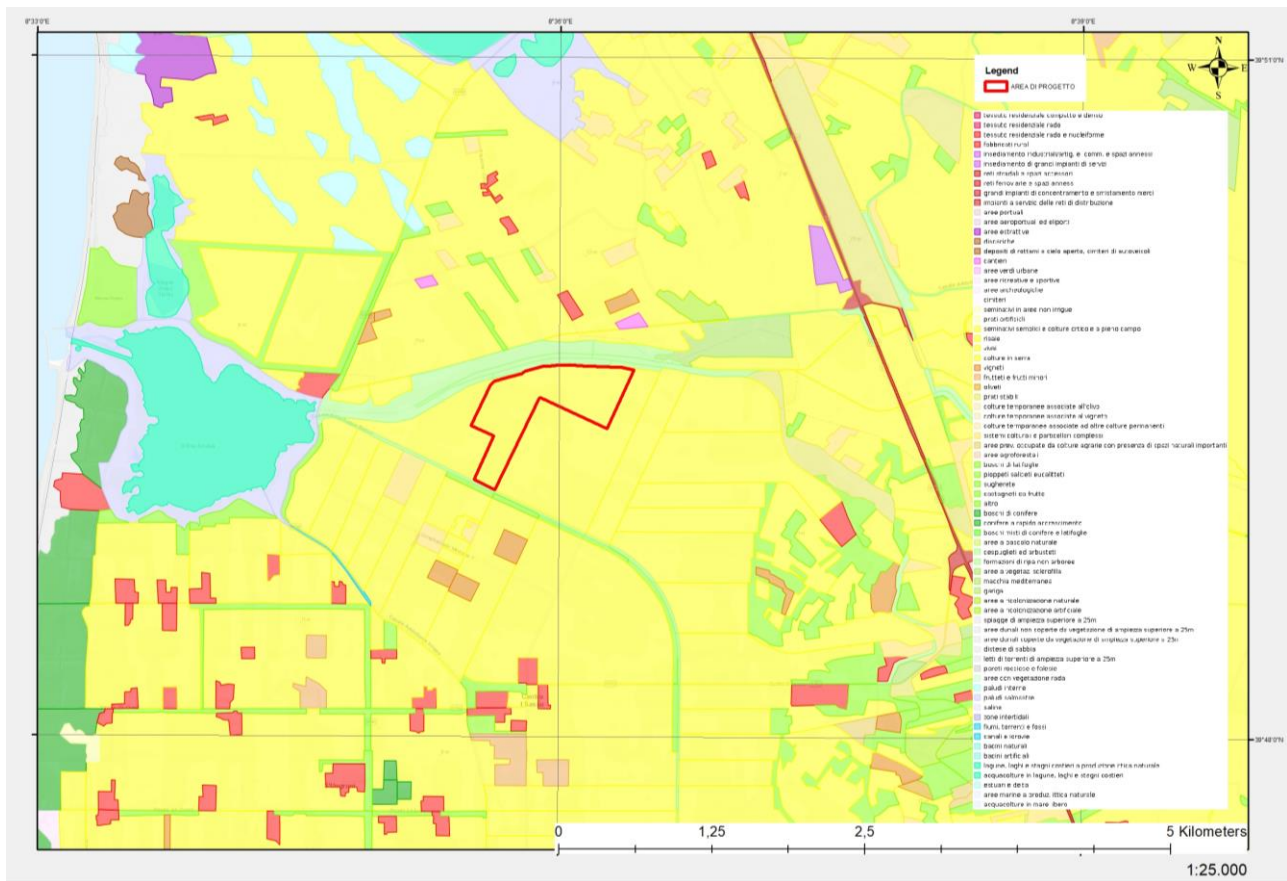 8°33'0"E
8°36'0"E
8°39'0"E
N
W E
S
38°51'0"N
Legend
AREA DI PROGETTO
tessuto residenziale compatto e denso
tessuto residenziale rado
tessuto residenziale rado e nucleiforme
fabbricati rurali
insediamento industriali/artig. e comm. e spazi annessi
insediamento di grandi impianti di servizi
reti stradali e spazi accessori
reti ferroviarie e spazi annessi
grandi impianti di concentramento e smistamento merci
impianti a servizio delle reti di distribuzione
aree portuali
aree aeroportuali ed eliporti
aree estrattive
discariche
depositi di rottami a cielo aperto, cimiteri di autoveicoli
cantieri
aree verdi urbane
aree ricreative e sportive
aree archeologiche
cimiteri
seminativi in aree non irrigue
prati artificiali
seminativi semplici e colture orticole a pieno campo
risaie
vivai
colture in serra
vigneti
frutteti e frutti minori
oliveti
prati stabili
colture temporanee associate all'olivo
colture temporanee associate al vigneto
colture temporanee associate ad altre colture permanenti
sistemi colturali e particellari complessi
aree prev. occupate da colture agrarie con presenza di spazi naturali importanti
aree agroforestali
boschi di latifoglie
pioppeti saliceti eucalitteti
sugherete
castagneti da frutto
altro
boschi di conifere
conifere a rapido accrescimento
boschi misti di conifere e latifoglie
aree a pascolo naturale
cespuglieti ed arbusteti
formazioni di ripa non arboree
aree a vegetaz. sclerofilla
macchia mediterranea
gariga
aree a ricolonizzazione naturale
aree a ricolonizzazione artificiale
spiagge di ampiezza superiore a 25m
aree dunali non coperte da vegetazione di ampiezza superiore a 25m
aree dunali coperte da vegetazione di ampiezza superiore a 25m
distese di sabbia
letti di torrenti di ampiezza superiore a 25m
pareti rocciose e falesie
aree con vegetazione rada
paludi interne
paludi salmastre
saline
zone intertidali
fiumi, torrenti e fossi
canali e idrovie
bacini naturali
bacini artificiali
lagune, laghi e stagni costieri a produzione ittica naturale
acquacolture in lagune, laghi e stagni costieri
estuari e delta
aree marine a produz. ittica naturale
acquacolture in mare libero
38°48'0"N
0 1,25 2,5 5 Kilometers
1:25.000